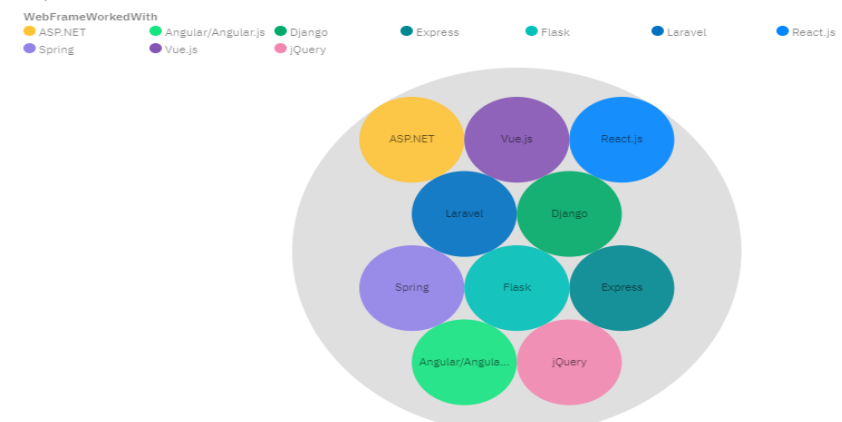 WebFrameWorkedWith
ASP.NET Angular/Angular.js Django Express Flask Laravel React.js
Spring Vue.js jQuery
ASP.NET Vue.js React.js
Laravel Django
Spring Flask Express
Angular/Angula... jQuery